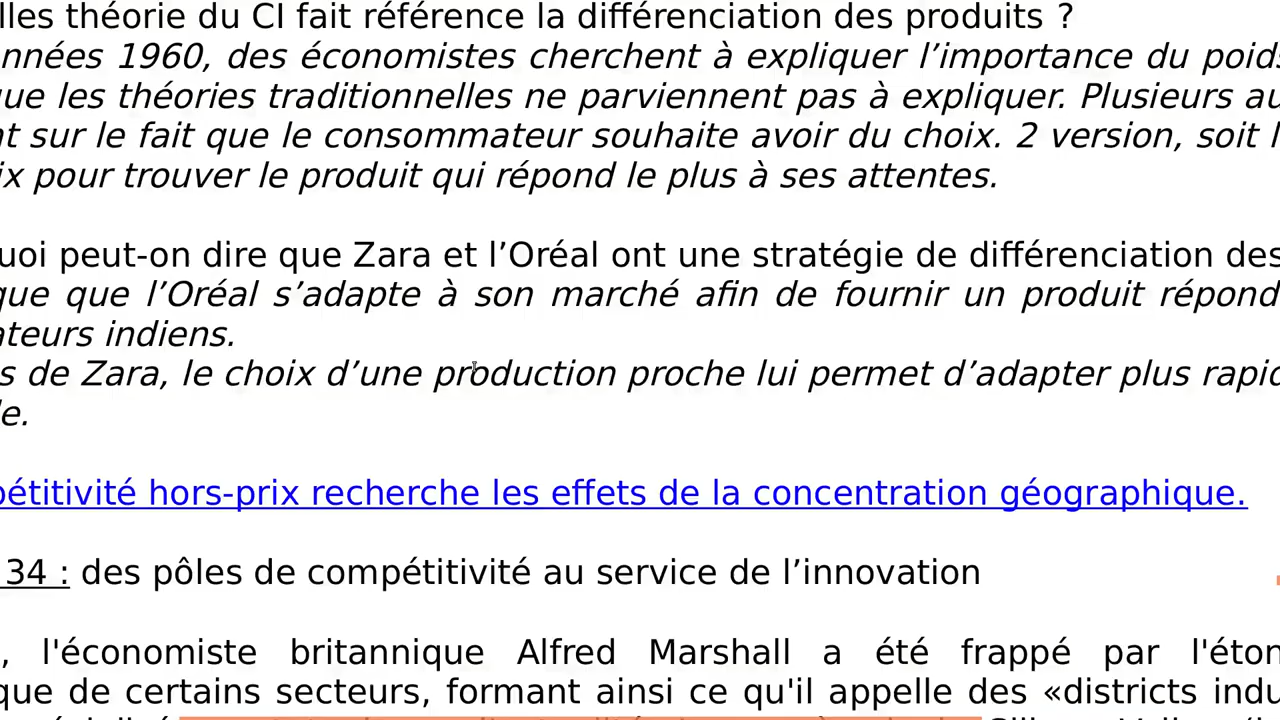 lles théorie du CI fait référence la différenciation des produits ?
nnées 1960, des économistes cherchent à expliquer l’importance du poids
ue les théories traditionnelles ne parviennent pas à expliquer. Plusieurs au
nt sur le fait que le consommateur souhaite avoir du choix. 2 version, soit l
ix pour trouver le produit qui répond le plus à ses attentes.
uoi peut-on dire que Zara et l’Oréal ont une stratégie de différenciation des
que que l’Oréal s’adapte à son marché afin de fournir un produit répond
ateurs indiens.
s de Zara, le choix d’une production proche lui permet d’adapter plus rapid
e.
pétitivité hors-prix recherche les effets de la concentration géographique.
34 : des pôles de compétitivité au service de l’innovation
, l'économiste britannique Alfred Marshall a été frappé par l'éton
que de certains secteurs, formant ainsi ce qu'il appelle des «districts indu